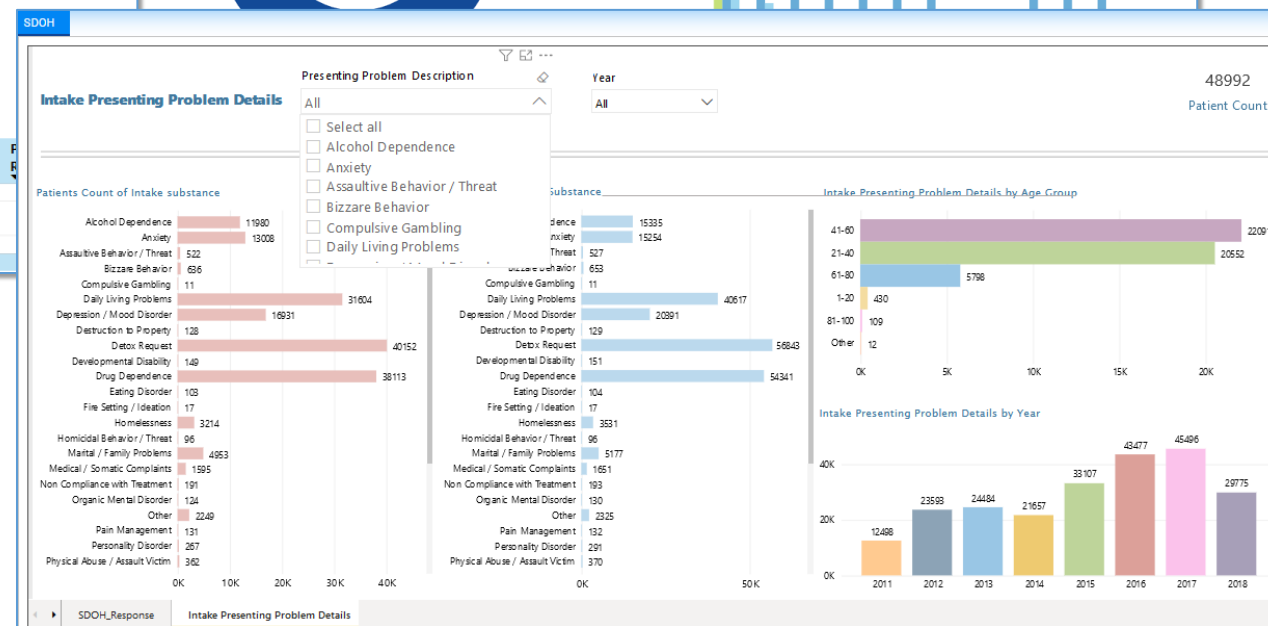 SDOH
Presenting Problem Description
Year
48992
Intake Presenting Problem Details
All
All
Patient Count
Select all
Alcohol Dependence
Anxiety
Assaultive Behavior / Threat
Bizzare Behavior
Compulsive Gambling
Daily Living Problems
Patients Count of Intake substance
Alcohol Dependence 11980
Anxiety 13008
Assaultive Behavior / Threat 522
Bizzare Behavior 636
Compulsive Gambling 11
Daily Living Problems 31604
Depression / Mood Disorder 16931
Destruction to Property 128
Detox Request 40152
Developmental Disability 149
Drug Dependence 38113
Eating Disorder 103
Fire Setting / Ideation 17
Homelessness 3214
Homicidal Behavior / Threat 96
Marital / Family Problems 4953
Medical / Somatic Complaints 1595
Non Compliance with Treatment 191
Organic Mental Disorder 124
Other 2249
Pain Management 131
Personality Disorder 267
Physical Abuse / Assault Victim 362
0K 10K 20K 30K 40K
Substance
15335
15254
Threat 527
Bizzare Behavior 653
Compulsive Gambling 11
Daily Living Problems 40617
Depression / Mood Disorder 20391
Destruction to Property 129
Detox Request 56843
Developmental Disability 151
Drug Dependence 54341
Eating Disorder 104
Fire Setting / Ideation 17
Homelessness 3531
Homicidal Behavior / Threat 96
Marital / Family Problems 5177
Medical / Somatic Complaints 1651
Non Compliance with Treatment 193
Organic Mental Disorder 130
Other 2325
Pain Management 132
Personality Disorder 291
Physical Abuse / Assault Victim 370
0K 50K
Intake Presenting Problem Details by Age Group
41-60 2209
21-40 20552
61-80 5798
1-20 430
81-100 109
Other 12
0K 5K 10K 15K 20K
Intake Presenting Problem Details by Year
40K
20K
0K
12498 23593 24484 21657 33107 43477 45496 29775
2011 2012 2013 2014 2015 2016 2017 2018
SDOH_Response
Intake Presenting Problem Details